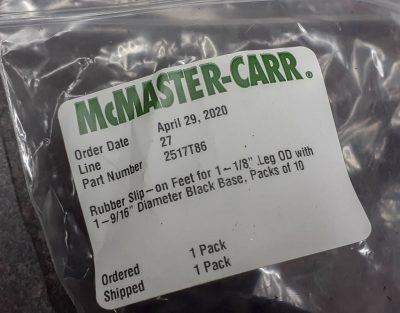 McMASTER-CARR®
Order Date April 29, 2020
Line 27
Part Number 2517T86
Rubber Slip-on Feet for 1-1/8" Leg OD with
1-9/16" Diameter Black Base, Packs of 10
Ordered 1 Pack
Shipped 1 Pack